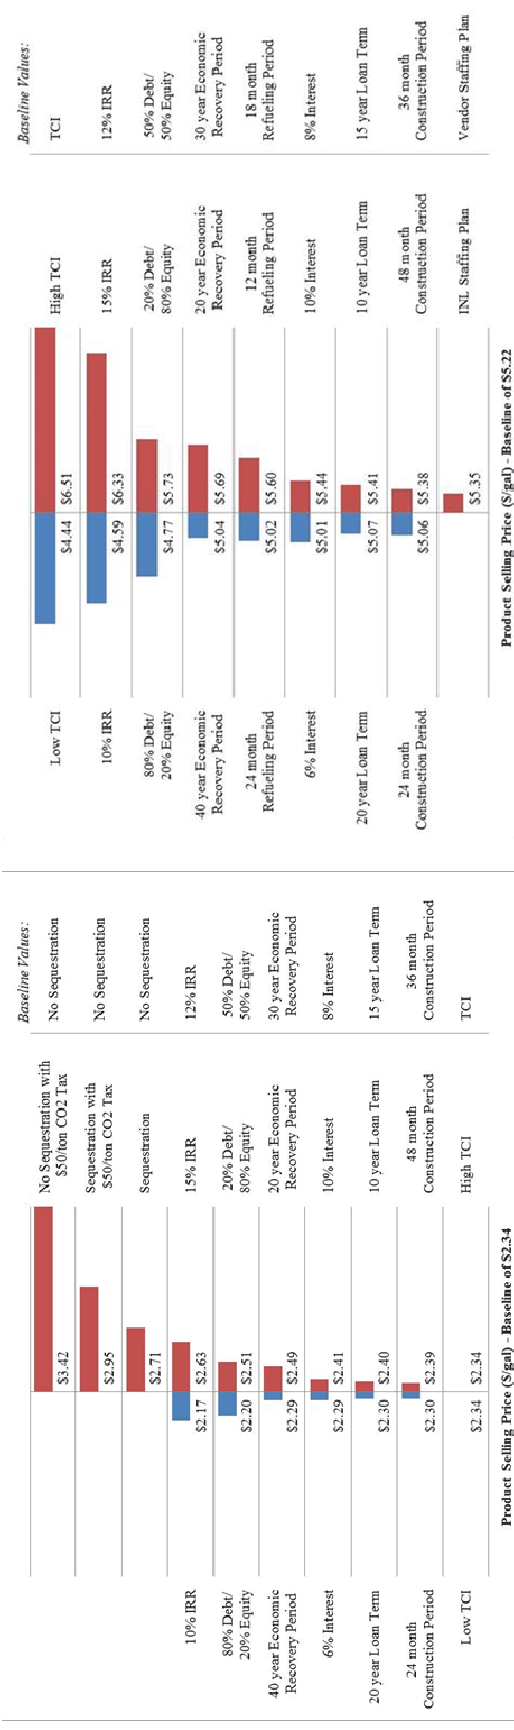 Baseline Values:
No Sequestration with
$50/ton CO2 Tax
No Sequestration
$3.42
Sequestration with
$50/ton CO2 Tax
No Sequestration
$2.95
Sequestration
No Sequestration
$2.71
10% IRR
15% IRR
12% IRR
$2.17
$2.63
80% Debt/
20% Equity
20% Debt/
80% Equity
50% Debt/
50% Equity
$2.20
$2.51
40 year Economic
Recovery Period
20 year Economic
Recovery Period
30 year Economic
Recovery Period
$2.29
$2.49
6% Interest
10% Interest
8% Interest
$2.29
$2.41
20 year Loan Term
10 year Loan Term
15 year Loan Term
$2.30
$2.40
24 month
Construction Period
48 month
Construction Period
36 month
Construction Period
$2.30
$2.39
Low TCI
High TCI
TCI
$2.34
$2.34
Product Selling Price ($/gal) - Baseline of $2.34
Baseline Values:
Low TCI
High TCI
TCI
$4.44
$6.51
10% IRR
15% IRR
12% IRR
$4.59
$6.33
80% Debt/
20% Equity
20% Debt/
80% Equity
50% Debt/
50% Equity
$4.77
$5.73
40 year Economic
Recovery Period
20 year Economic
Recovery Period
30 year Economic
Recovery Period
$5.04
$5.69
24 month
Refueling Period
12 month
Refueling Period
18 month
Refueling Period
$5.02
$5.60
6% Interest
10% Interest
8% Interest
$5.01
$5.44
20 year Loan Term
10 year Loan Term
15 year Loan Term
$5.07
$5.41
24 month
Construction Period
48 month
Construction Period
36 month
Construction Period
$5.06
$5.38
INL Staffing Plan
Vendor Staffing Plan
$5.35
Product Selling Price ($/gal) - Baseline of $5.22